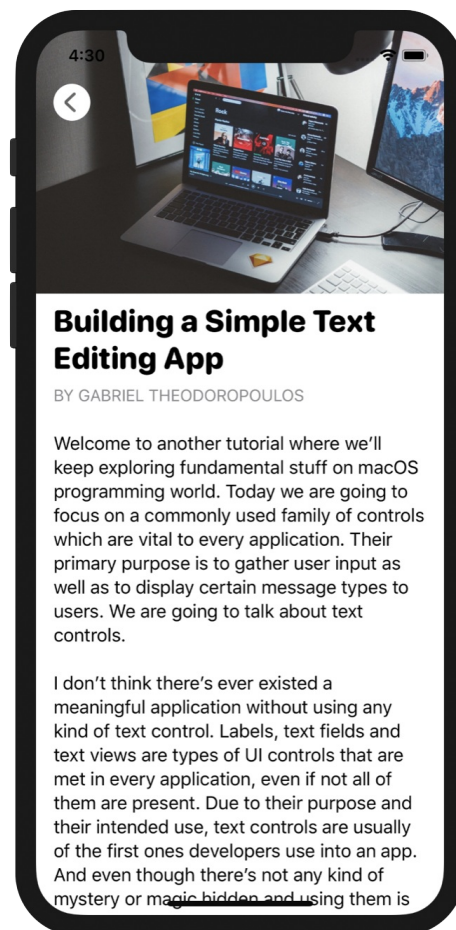 4:30
Building a Simple Text
Editing App
BY GABRIEL THEODOROPOULOS
Welcome to another tutorial where we’ll
keep exploring fundamental stuff on macOS
programming world. Today we are going to
focus on a commonly used family of controls
which are vital to every application. Their
primary purpose is to gather user input as
well as to display certain message types to
users. We are going to talk about text
controls.
I don’t think there’s ever existed a
meaningful application without using any
kind of text control. Labels, text fields and
text views are types of UI controls that are
met in every application, even if not all of
them are present. Due to their purpose and
their intended use, text controls are usually
of the first ones developers use into an app.
And even though there’s not any kind of
mystery or magic hidden and using them is